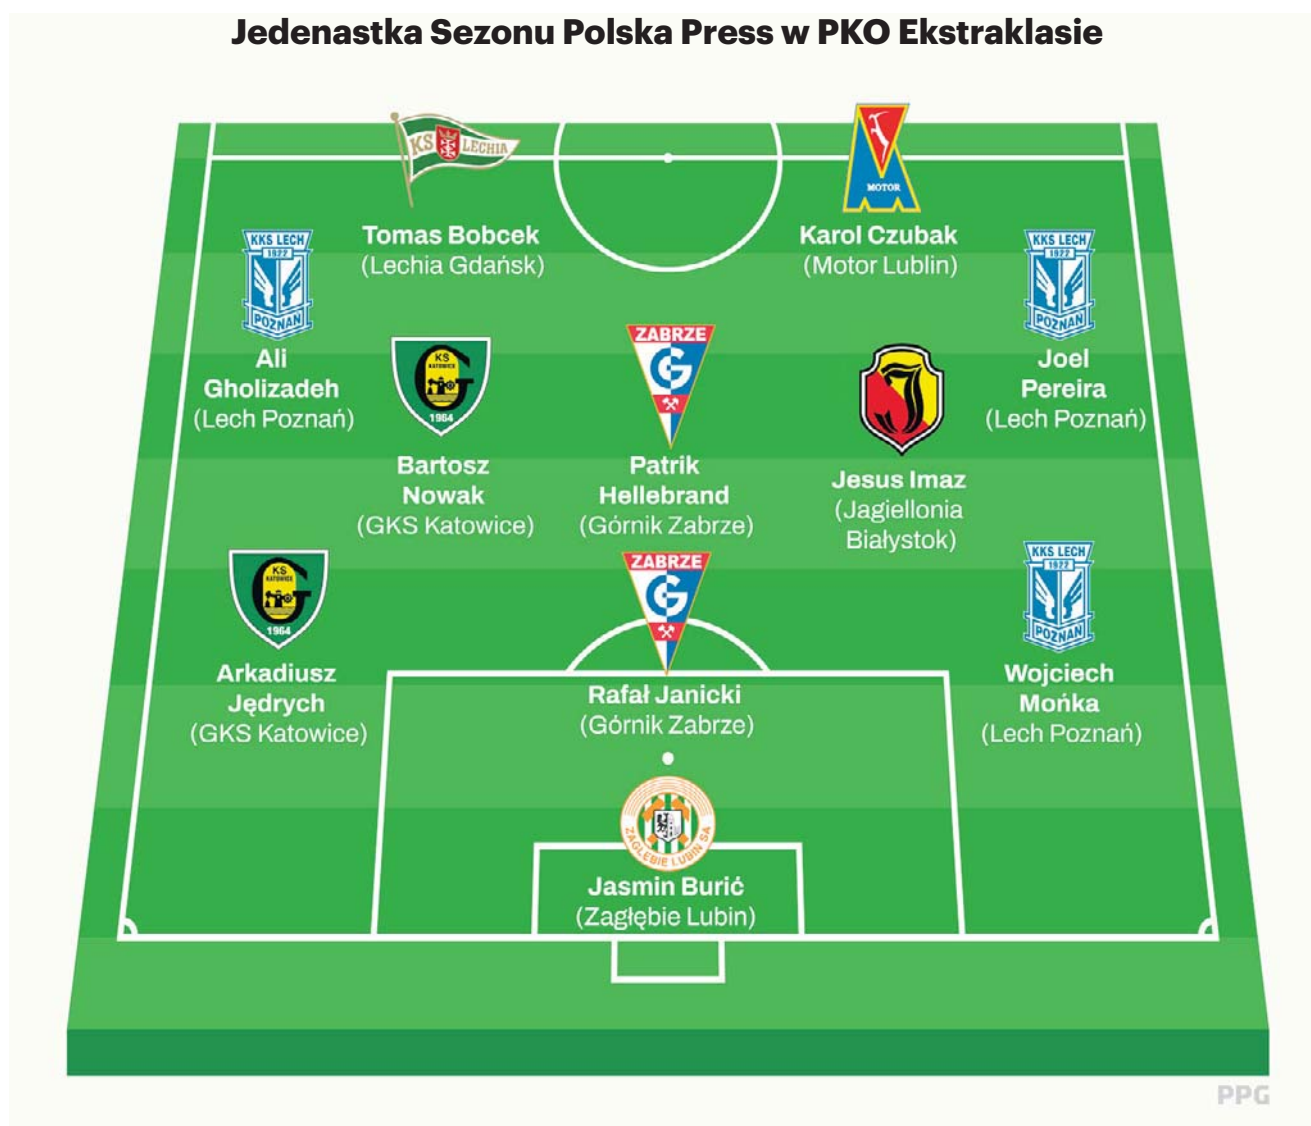 Jedenastka Sezonu Polska Press w PKO Ekstraklasie
KS LECHIA
MOTOR
Tomas Bobcek
(Lechia Gdańsk)
Karol Czubak
(Motor Lublin)
KKS LECH
1922
POZNAŃ
Ali
Gholizadeh
(Lech Poznań)
KKS LECH
1922
POZNAŃ
Joel
Pereira
(Lech Poznań)
KS
KATOWICE
G
1964
Bartosz
Nowak
(GKS Katowice)
ZABRZE
G
Patrik
Hellebrand
(Górnik Zabrze)
J
Jesus Imaz
(Jagiellonia
Białystok)
KS
KATOWICE
G
1964
Arkadiusz
Jędrych
(GKS Katowice)
ZABRZE
G
Rafał Janicki
(Górnik Zabrze)
KKS LECH
1922
POZNAŃ
Wojciech
Mońka
(Lech Poznań)
ZAGŁĘBIE LUBIN SA
Jasmin Burić
(Zagłębie Lubin)
PPG